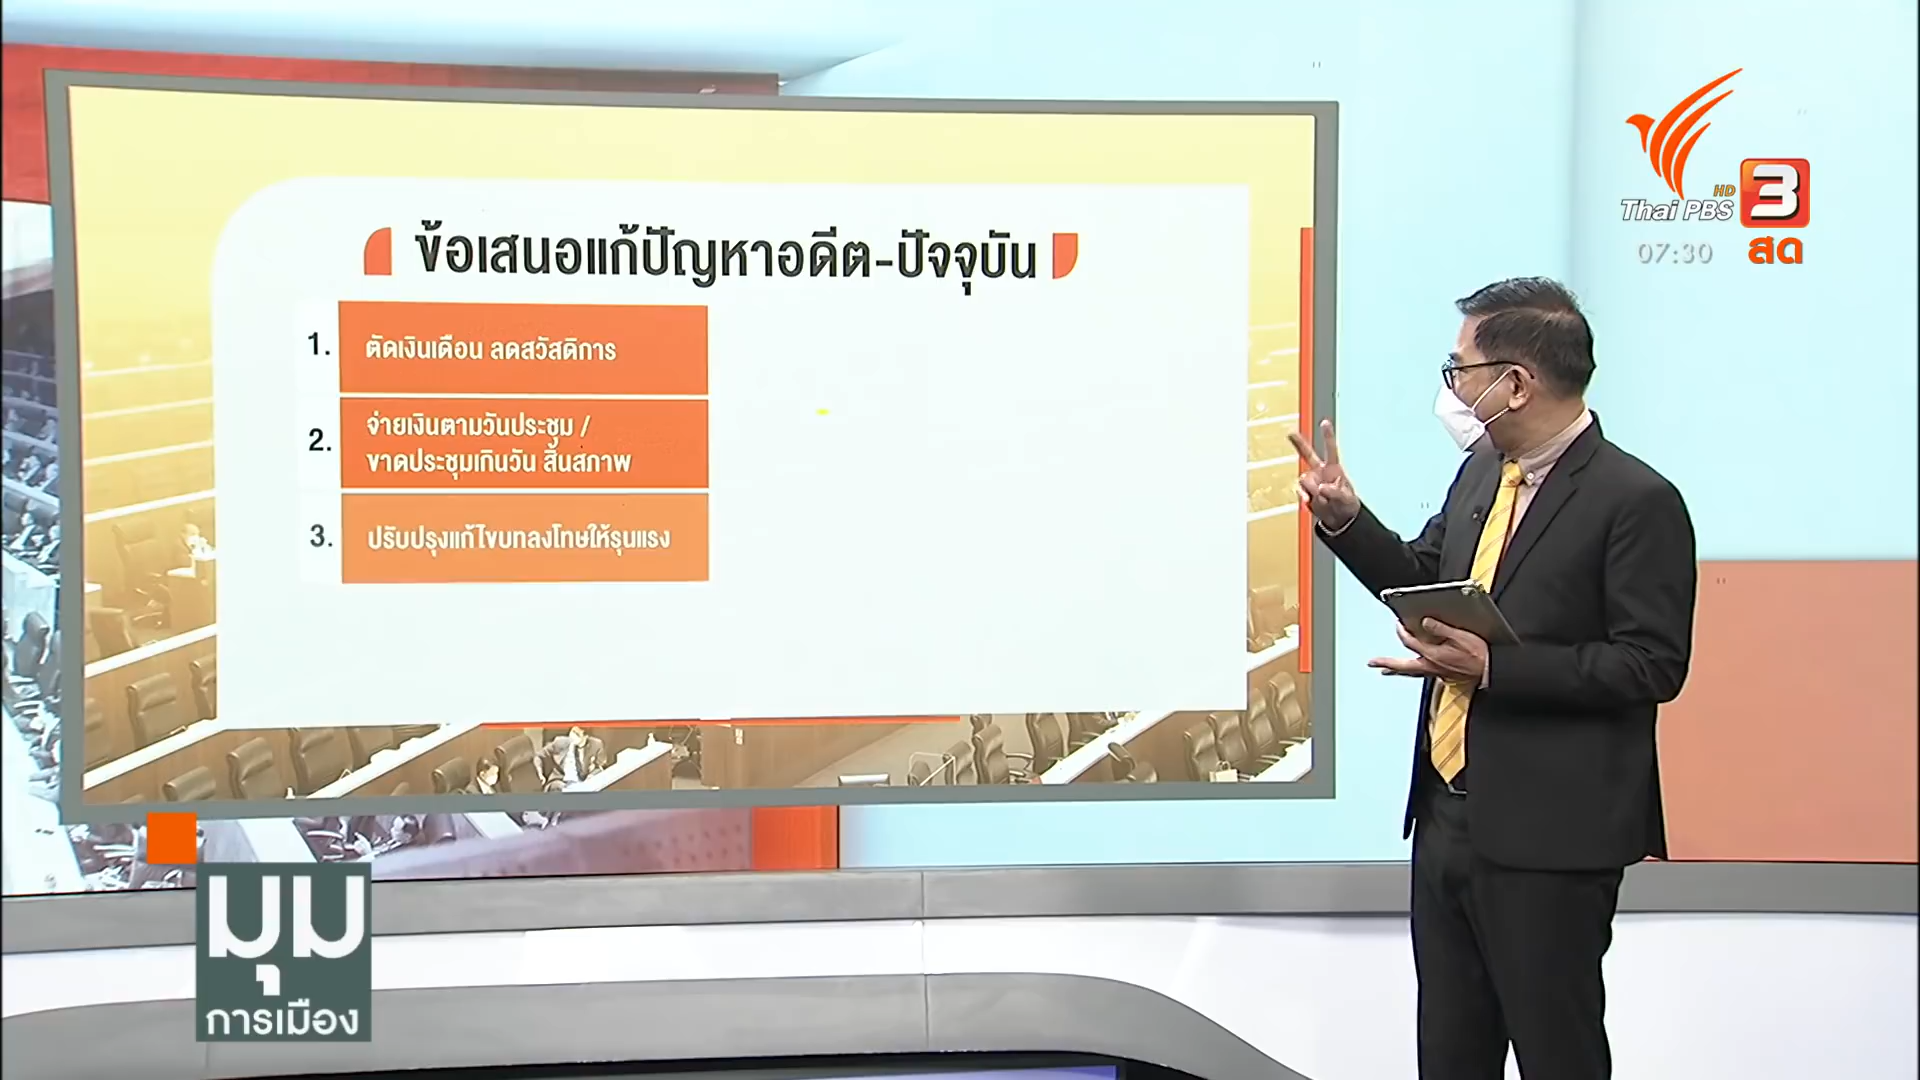 ข้อเสนอแก้ปัญหาอดีต-ปัจจุบัน
1. ตัดเงินเดือน ลดสวัสดิการ
2. จ่ายเงินตามวันประชุม /
ขาดประชุมเกินวัน สิ้นสภาพ
3. ปรับปรุงแก้ไขบทลงโทษให้รุนแรง
Thai PBS HD 3
07:30 สด
มุม
การเมือง